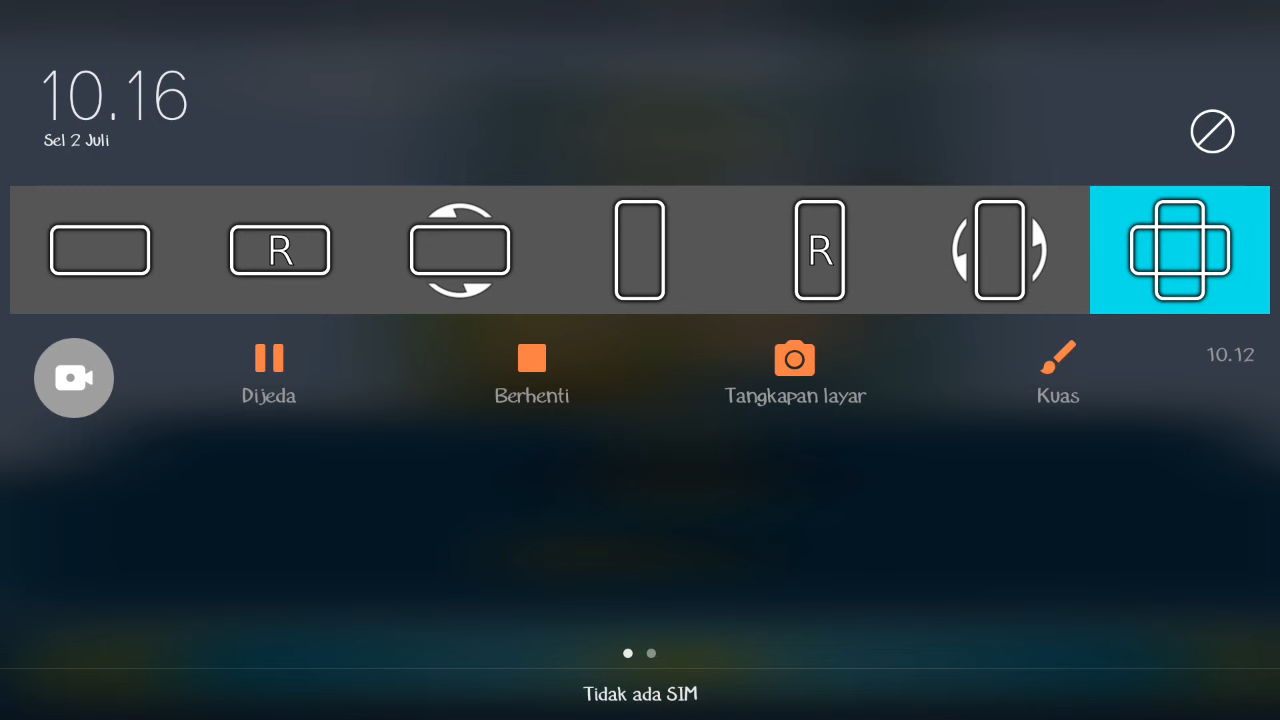 10.16
Sel 2 Juli
R
R
Dijeda
Berhenti
Tangkapan layar
Kuas
10.12
Tidak ada SIM